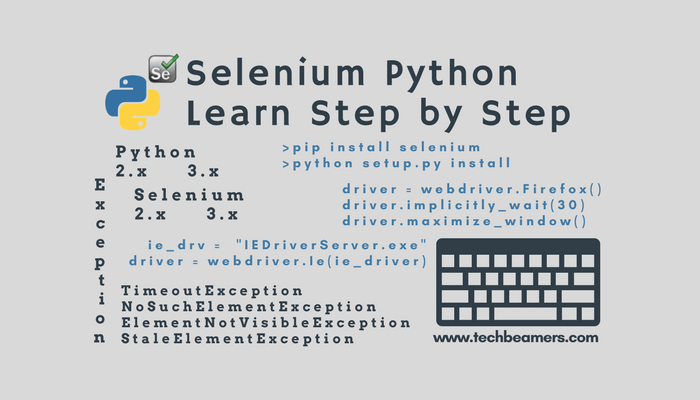 Se
Selenium Python
Learn Step by Step
>pip install selenium
>python setup.py install
Python
2.x 3.x
Selenium
2.x 3.x
driver = webdriver.Firefox()
driver.implicitly_wait(30)
driver.maximize_window()
ie_drv = "IEDriverServer.exe"
driver = webdriver.Ie(ie_driver)
Exception
TimeoutException
NoSuchElementException
ElementNotVisibleException
StaleElementException
www.techbeamers.com